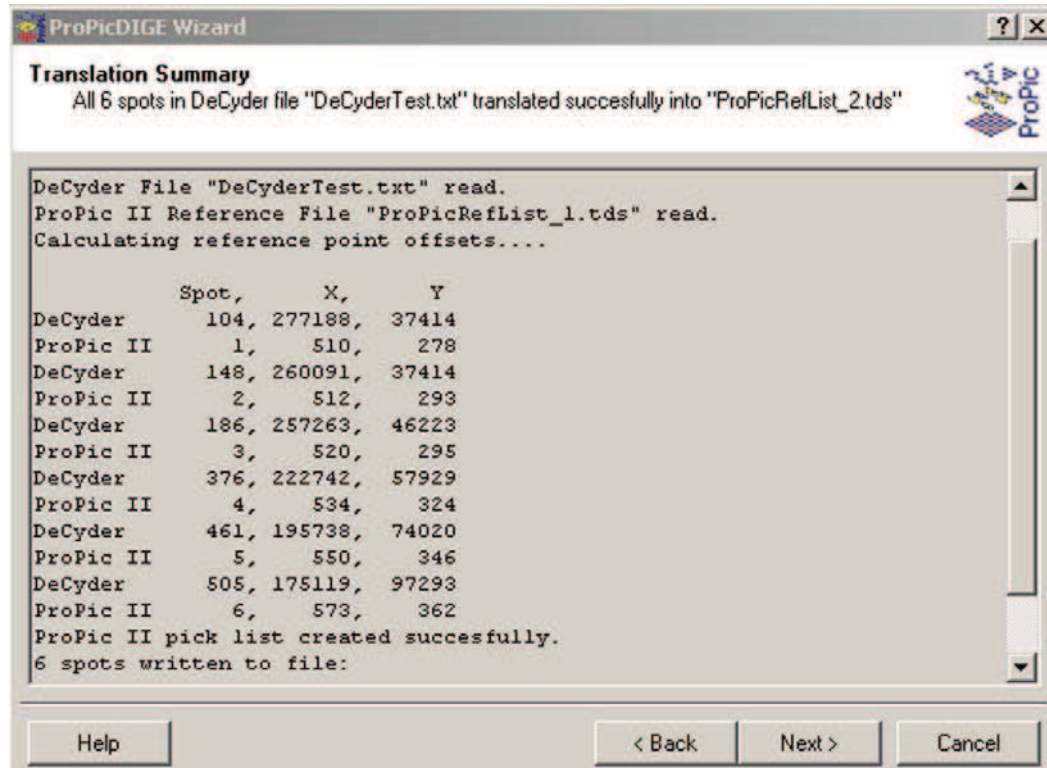 ProPicDIGE Wizard
? x
Translation Summary
All 6 spots in DeCyder file "DeCyderTest.txt" translated succesfully into "ProPicRefList_2.tds"
ProPic
DeCyder File "DeCyderTest.txt" read.
ProPic II Reference File "ProPicRefList_1.tds" read.
Calculating reference point offsets....
Spot, X, Y
DeCyder 104, 277188, 37414
ProPic II 1, 510, 278
DeCyder 148, 260091, 37414
ProPic II 2, 512, 293
DeCyder 186, 257263, 46223
ProPic II 3, 520, 295
DeCyder 376, 222742, 57929
ProPic II 4, 534, 324
DeCyder 461, 195738, 74020
ProPic II 5, 550, 346
DeCyder 505, 175119, 97293
ProPic II 6, 573, 362
ProPic II pick list created succesfully.
6 spots written to file:
Help
< Back
Next >
Cancel